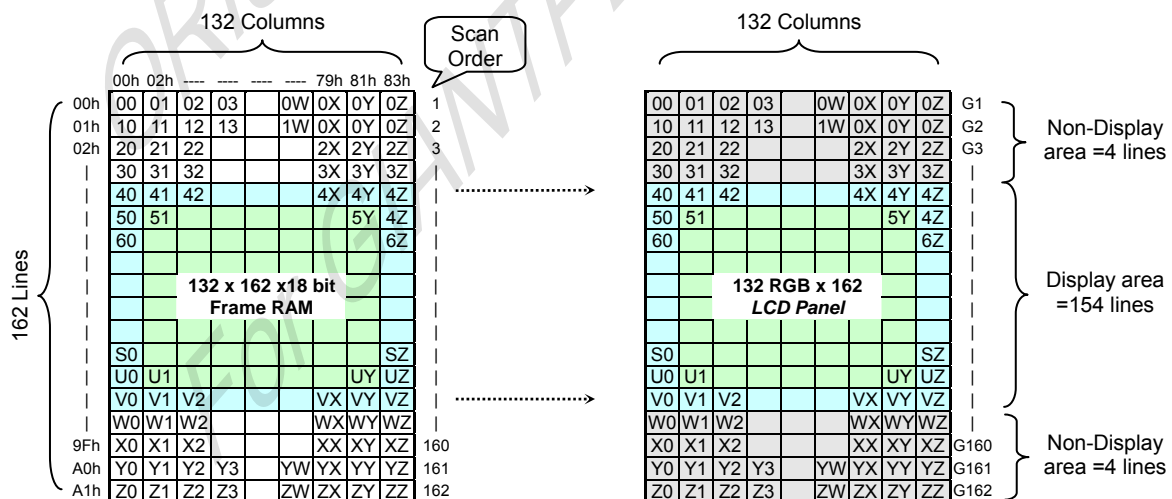 132 Columns
132 Columns
Scan
Order
00h 02h ---- ---- ---- ---- 79h 81h 83h
00h 00 01 02 03 0W 0X 0Y 0Z 1
00 01 02 03 0W 0X 0Y 0Z G1
01h 10 11 12 13 1W 0X 0Y 0Z 2
10 11 12 13 1W 0X 0Y 0Z G2
02h 20 21 22 2X 2Y 2Z 3
20 21 22 2X 2Y 2Z G3
30 31 32 3X 3Y 3Z
30 31 32 3X 3Y 3Z
Non-Display
area =4 lines
40 41 42 4X 4Y 4Z
40 41 42 4X 4Y 4Z
50 51 5Y 4Z
50 51 5Y 4Z
60 6Z
60 6Z
162 Lines
132 x 162 x18 bit
Frame RAM
132 RGB x 162
LCD Panel
Display area
=154 lines
S0 SZ
S0 SZ
U0 U1 UY UZ
U0 U1 UY UZ
V0 V1 V2 VX VY VZ
V0 V1 V2 VX VY VZ
W0 W1 W2 WX WY WZ
W0 W1 W2 WX WY WZ
9Fh X0 X1 X2 XX XY XZ 160
X0 X1 X2 XX XY XZ G160
A0h Y0 Y1 Y2 Y3 YW YX YY YZ 161
Y0 Y1 Y2 Y3 YW YX YY YZ G161
A1h Z0 Z1 Z2 Z3 ZW ZX ZY ZZ 162
Z0 Z1 Z2 Z3 ZW ZX ZY ZZ G162
Non-Display
area =4 lines
For